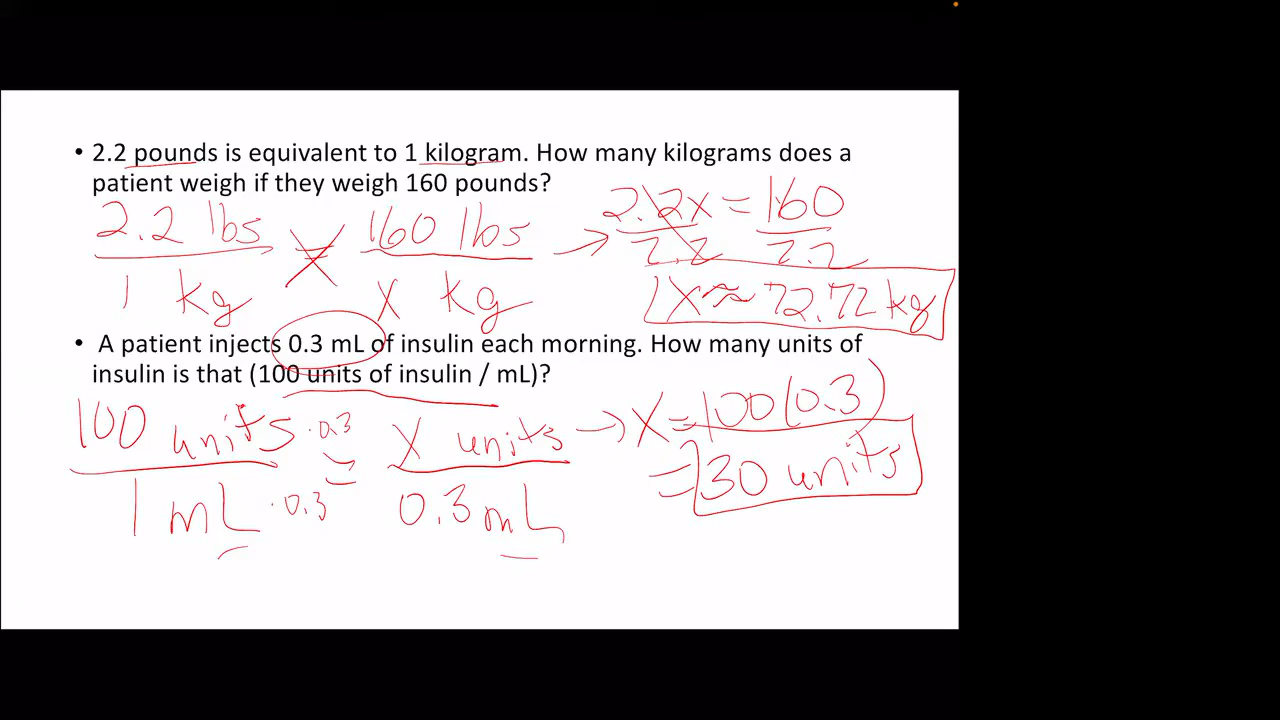 • 2.2 pounds is equivalent to 1 kilogram. How many kilograms does a
patient weigh if they weigh 160 pounds?
2.2 lbs / 1 kg = 160 lbs / x kg → 2.2x / 2.2 = 160 / 2.2
x ≈ 72.72 kg
• A patient injects 0.3 mL of insulin each morning. How many units of
insulin is that (100 units of insulin / mL)?
100 units · 0.3 / 1 mL · 0.3 = x units / 0.3 mL → x = 100(0.3)
= 30 units